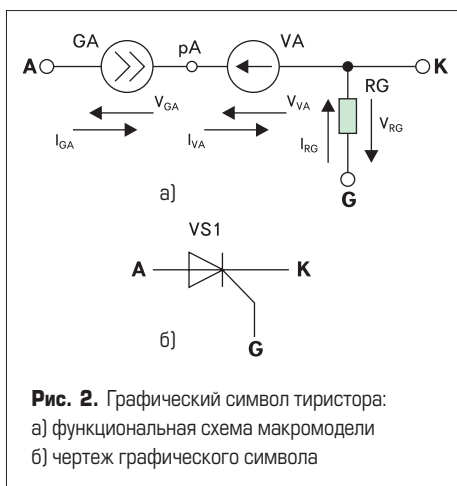 GA pA VA
A K
RG
V_GA V_VA
I_GA I_VA I_RG V_RG
а)
G
VS1
A K
б)
G
Рис. 2. Графический символ тиристора:
а) функциональная схема макромодели
б) чертеж графического символа